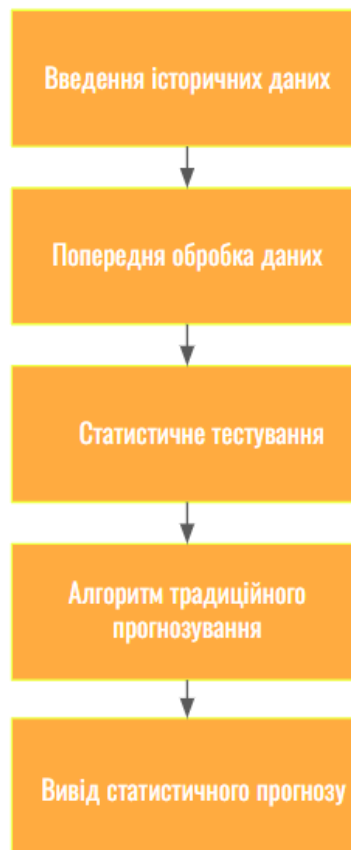 Введення історичних даних
Попередня обробка даних
Статистичне тестування
Алгоритм традиційного
прогнозування
Вивід статистичного прогнозу